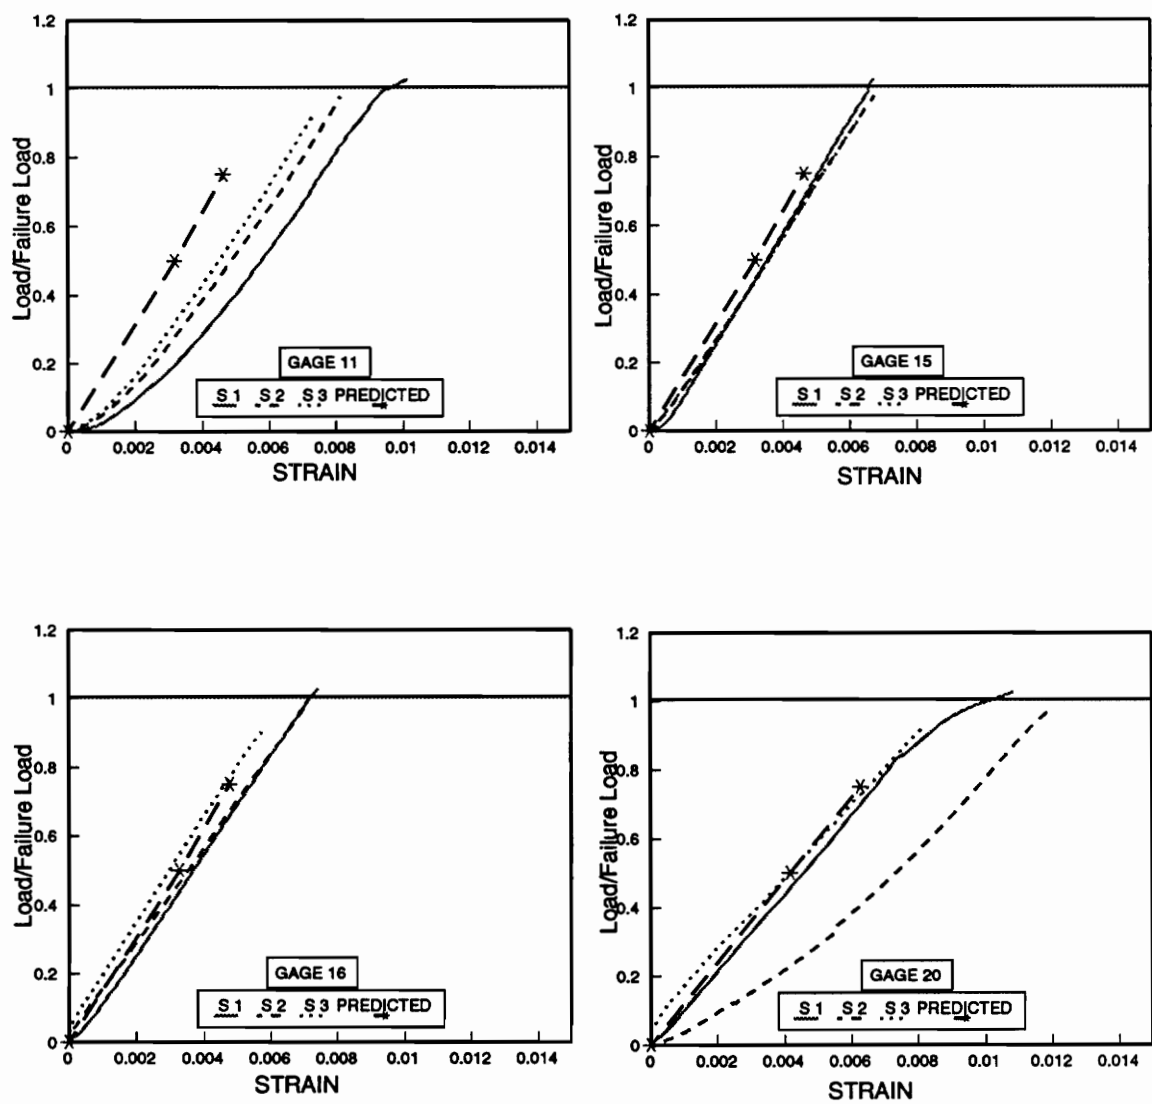 1.2
1
0.8
0.6
0.4
0.2
0
Load/Failure Load
GAGE 11
S 1 S 2 S 3 PREDICTED
0 0.002 0.004 0.006 0.008 0.01 0.012 0.014
STRAIN
1.2
1
0.8
0.6
0.4
0.2
0
Load/Failure Load
GAGE 15
S 1 S 2 S 3 PREDICTED
0 0.002 0.004 0.006 0.008 0.01 0.012 0.014
STRAIN
1.2
1
0.8
0.6
0.4
0.2
0
Load/Failure Load
GAGE 16
S 1 S 2 S 3 PREDICTED
0 0.002 0.004 0.006 0.008 0.01 0.012 0.014
STRAIN
1.2
1
0.8
0.6
0.4
0.2
0
Load/Failure Load
GAGE 20
S 1 S 2 S 3 PREDICTED
0 0.002 0.004 0.006 0.008 0.01 0.012 0.014
STRAIN